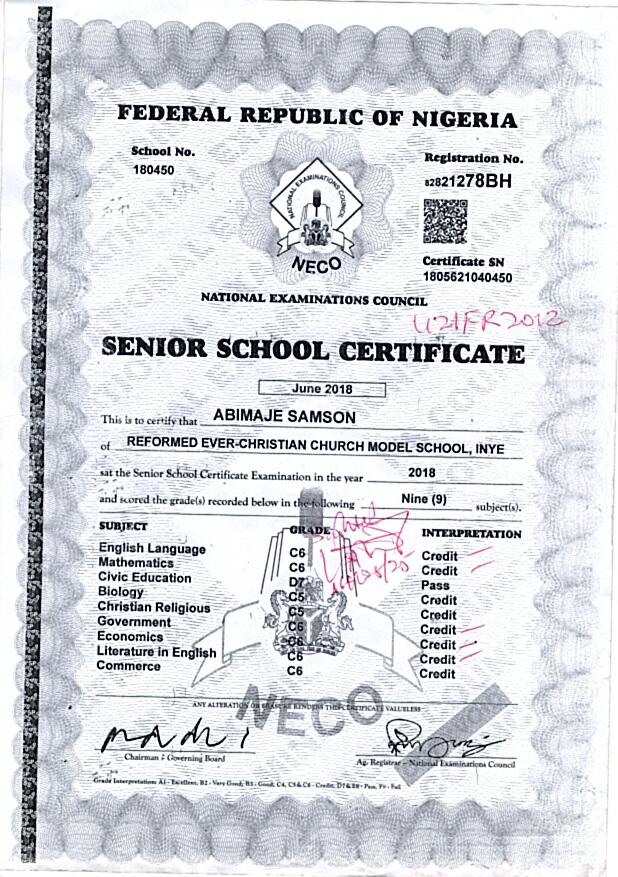 FEDERAL REPUBLIC OF NIGERIA
School No.
180450
Registration No.
82821278BH
NATIONAL EXAMINATIONS COUNCIL
NECO
Certificate SN
1805621040450
NATIONAL EXAMINATIONS COUNCIL
U21FR2012
SENIOR SCHOOL CERTIFICATE
June 2018
This is to certify that ABIMAJE SAMSON
of REFORMED EVER-CHRISTIAN CHURCH MODEL SCHOOL, INYE
sat the Senior School Certificate Examination in the year 2018
and scored the grade(s) recorded below in the following Nine (9) subject(s).
SUBJECT GRADE INTERPRETATION
English Language C6 Credit
Mathematics C6 Credit
Civic Education D7 Pass
Biology C5 Credit
Christian Religious C5 Credit
Government C6 Credit
Economics C6 Credit
Literature in English C6 Credit
Commerce C6 Credit
NECO
ANY ALTERATION OR ERASURE RENDERS THIS CERTIFICATE VALUELESS
Chairman : Governing Board
Ag. Registrar - National Examinations Council
Grade Interpretation: A1 - Excellent, B2 - Very Good, B3 - Good, C4, C5 & C6 - Credit, D7 & E8 - Pass, F9 - Fail